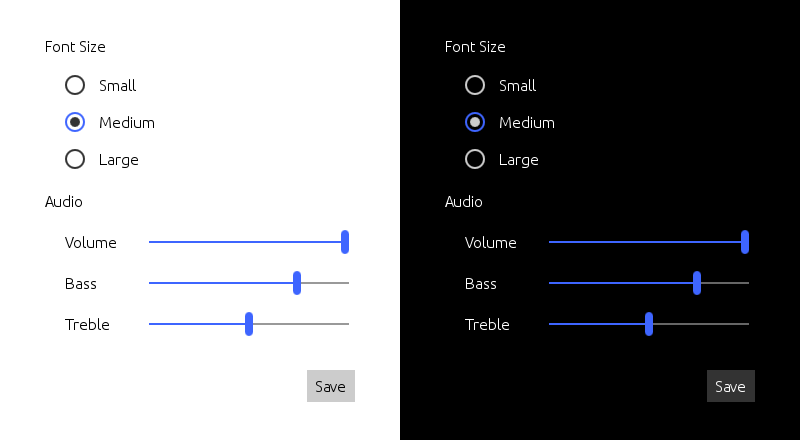 Font Size
Small
Medium
Large
Audio
Volume
Bass
Treble
Save
Font Size
Small
Medium
Large
Audio
Volume
Bass
Treble
Save